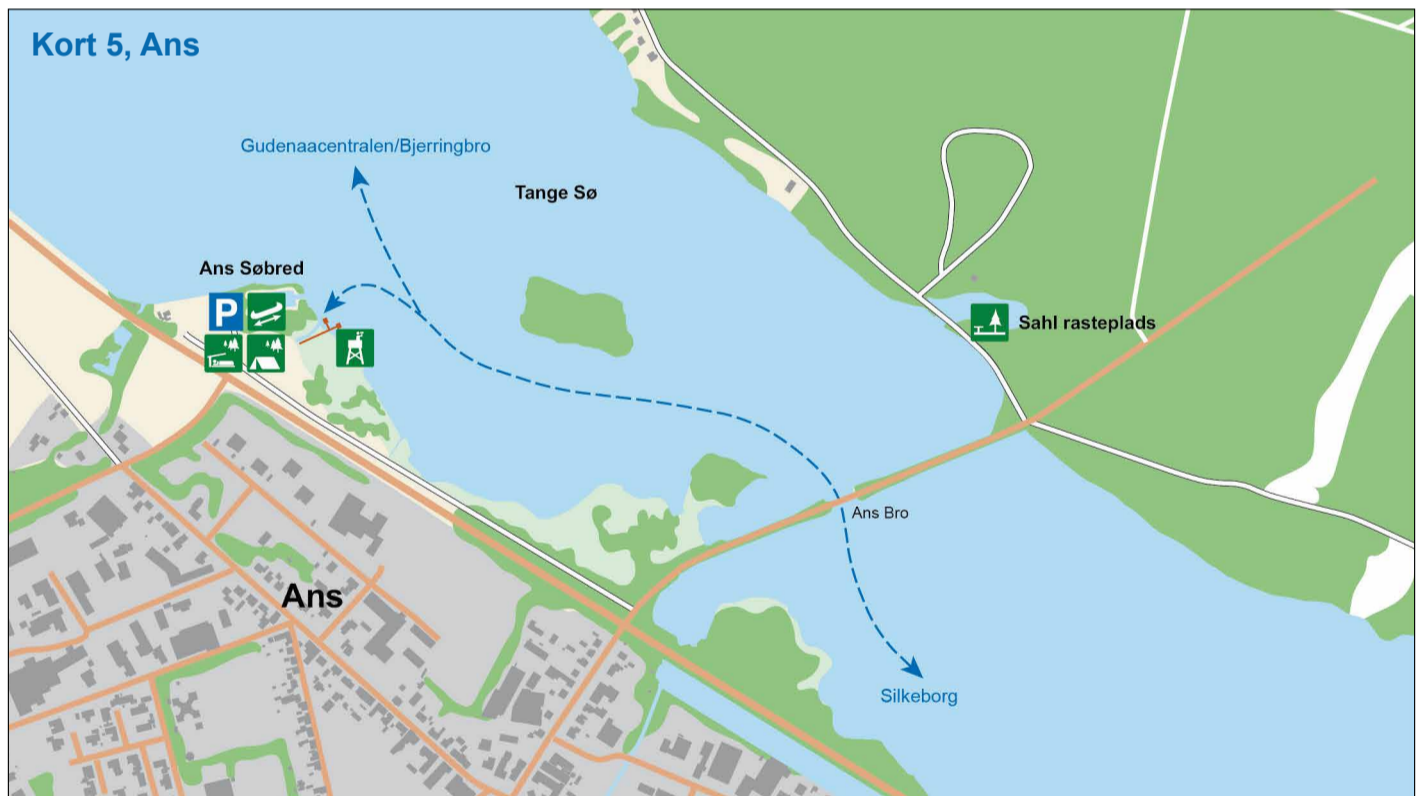 Kort 5, Ans
Gudenaacentralen/Bjerringbro
Tange Sø
Ans Søbred
P
Sahl rasteplads
Ans Bro
Ans
Silkeborg